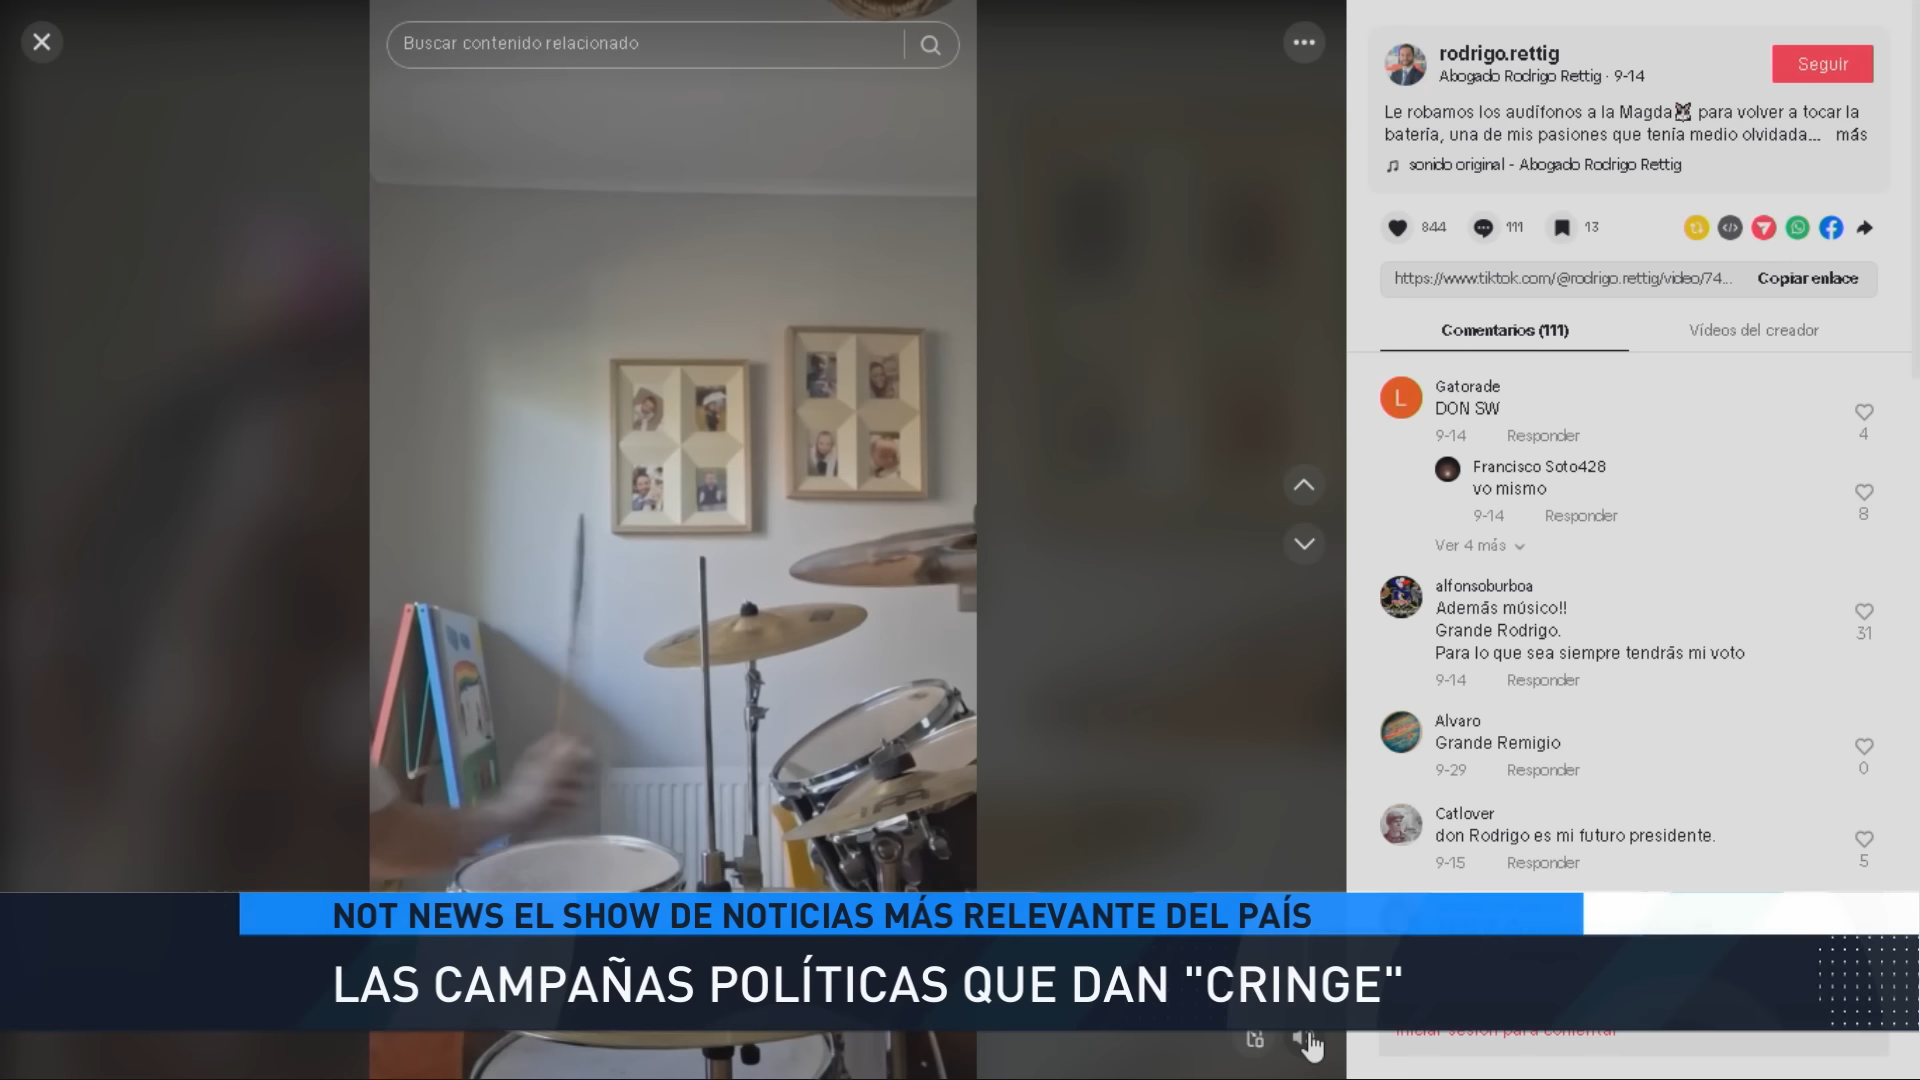 Buscar contenido relacionado
rodrigo.rettig
Abogado Rodrigo Rettig · 9-14
Seguir
Le robamos los audífonos a la Magda para volver a tocar la
batería, una de mis pasiones que tenía medio olvidada... más
sonido original - Abogado Rodrigo Rettig
844
111
13
https://www.tiktok.com/@rodrigo.rettig/video/74...
Copiar enlace
Comentarios (111)
Vídeos del creador
L
Gatorade
DON SW
9-14 Responder
4
Francisco Soto428
vo mismo
9-14 Responder
8
Ver 4 más
alfonsoburboa
Además músico!!
Grande Rodrigo.
Para lo que sea siempre tendrás mi voto
9-14 Responder
31
Alvaro
Grande Remigio
9-29 Responder
0
Catlover
don Rodrigo es mi futuro presidente.
9-15 Responder
5
NOT NEWS EL SHOW DE NOTICIAS MÁS RELEVANTE DEL PAÍS
LAS CAMPAÑAS POLÍTICAS QUE DAN "CRINGE"